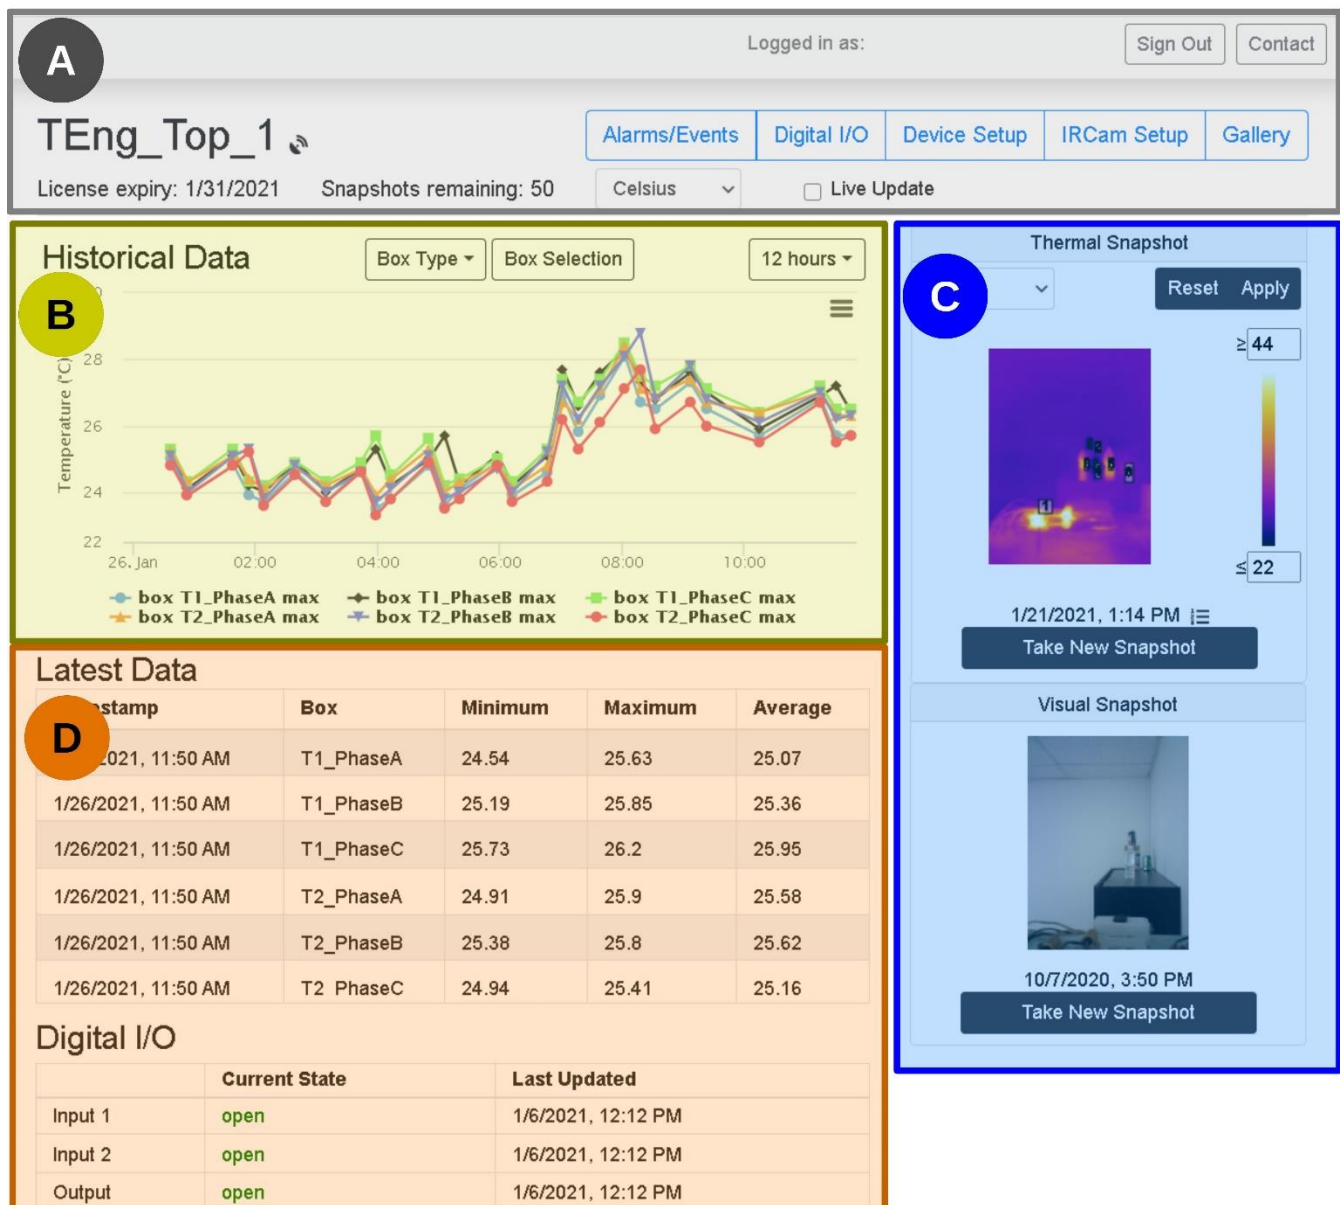 A
Logged in as:
Sign Out
Contact
TEng_Top_1
Alarms/Events
Digital I/O
Device Setup
IRCam Setup
Gallery
License expiry: 1/31/2021
Snapshots remaining: 50
Celsius
Live Update
Historical Data
Box Type
Box Selection
12 hours
B
Temperature (°C)
28
26
24
22
26. Jan
02:00
04:00
06:00
08:00
10:00
box T1_PhaseA max
box T1_PhaseB max
box T1_PhaseC max
box T2_PhaseA max
box T2_PhaseB max
box T2_PhaseC max
Thermal Snapshot
C
Reset
Apply
≥ 44
1
≤ 22
1/21/2021, 1:14 PM
Take New Snapshot
Visual Snapshot
10/7/2020, 3:50 PM
Take New Snapshot
Latest Data
D
stamp Box Minimum Maximum Average
2021, 11:50 AM T1_PhaseA 24.54 25.63 25.07
1/26/2021, 11:50 AM T1_PhaseB 25.19 25.85 25.36
1/26/2021, 11:50 AM T1_PhaseC 25.73 26.2 25.95
1/26/2021, 11:50 AM T2_PhaseA 24.91 25.9 25.58
1/26/2021, 11:50 AM T2_PhaseB 25.38 25.8 25.62
1/26/2021, 11:50 AM T2 PhaseC 24.94 25.41 25.16
Digital I/O
Current State Last Updated
Input 1 open 1/6/2021, 12:12 PM
Input 2 open 1/6/2021, 12:12 PM
Output open 1/6/2021, 12:12 PM